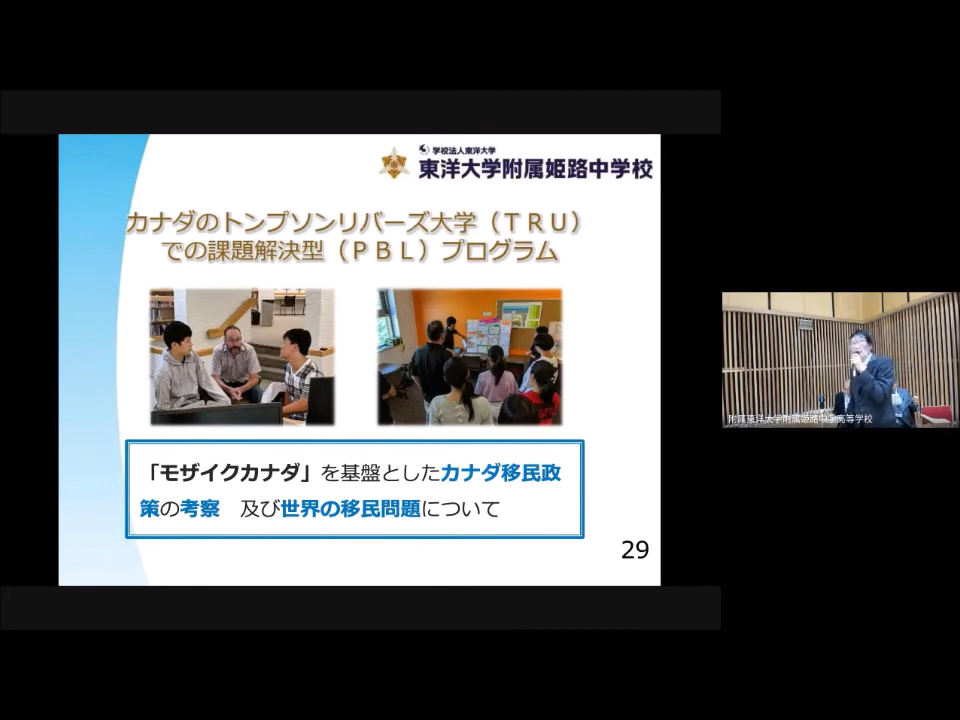 学校法人東洋大学
東洋大学附属姫路中学校
カナダのトンプソンリバーズ大学（ＴＲＵ）
での課題解決型（ＰＢＬ）プログラム
「モザイクカナダ」を基盤としたカナダ移民政
策の考察　及び世界の移民問題について
29
附属東洋大学附属姫路中学高等学校